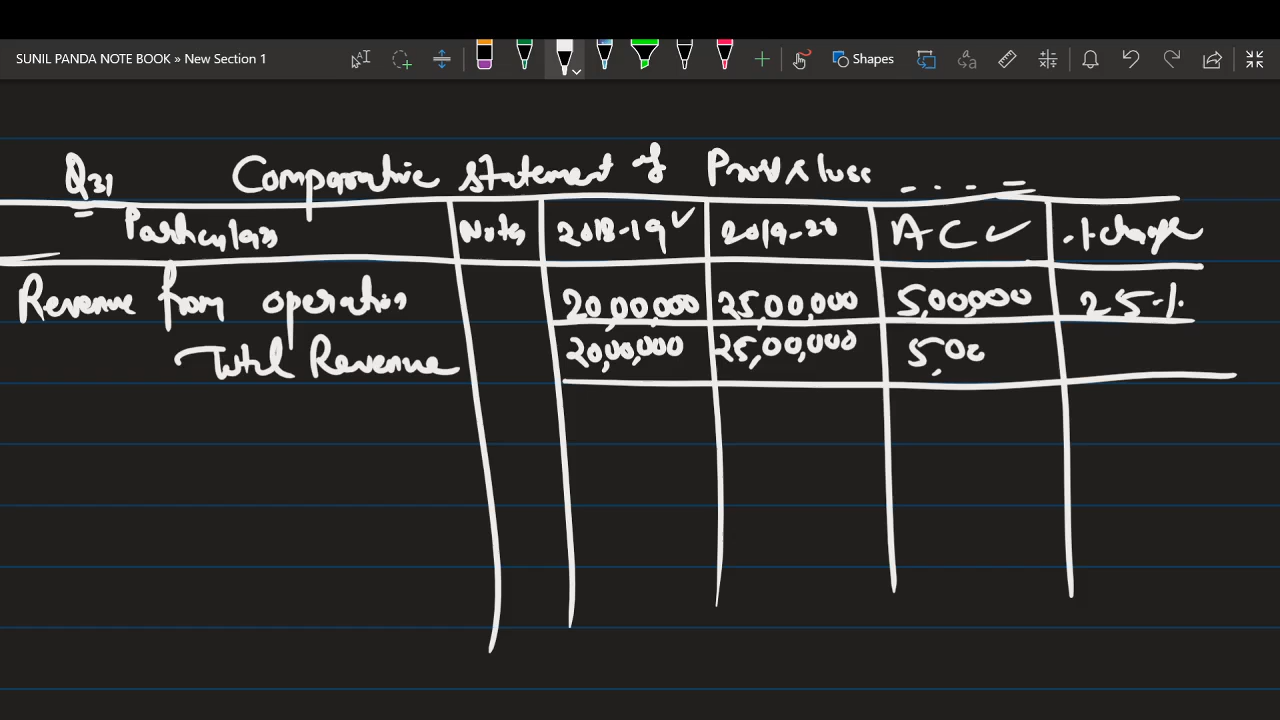 SUNIL PANDA NOTE BOOK » New Section 1 Shapes
Q31 Comparative statement of Profit & loss
Particulars Notes 2018-19 2019-20 AC % change
Revenue from operation 20,00,000 25,00,000 5,00,000 25%
Total Revenue 20,00,000 25,00,000 5,00